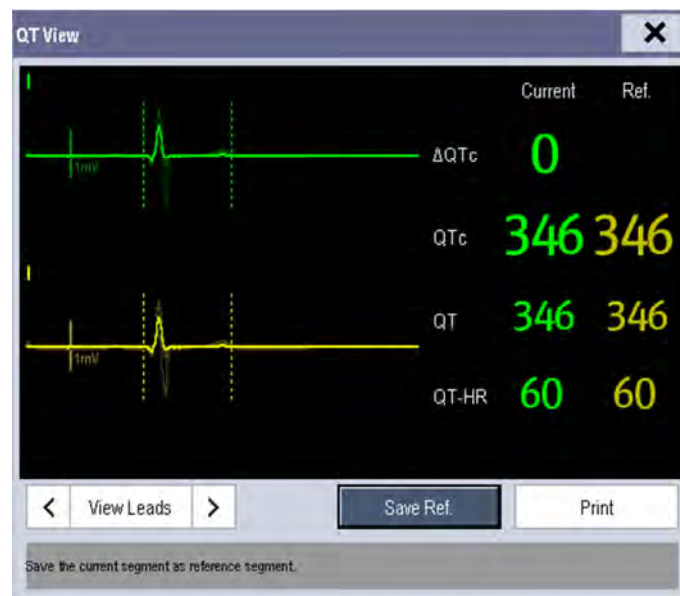 QT View
I
Current Ref.
1mV
ΔQTc 0
QTc 346 346
I
QT 346 346
1mV
QT-HR 60 60
< View Leads > Save Ref. Print
Save the current segment as reference segment.